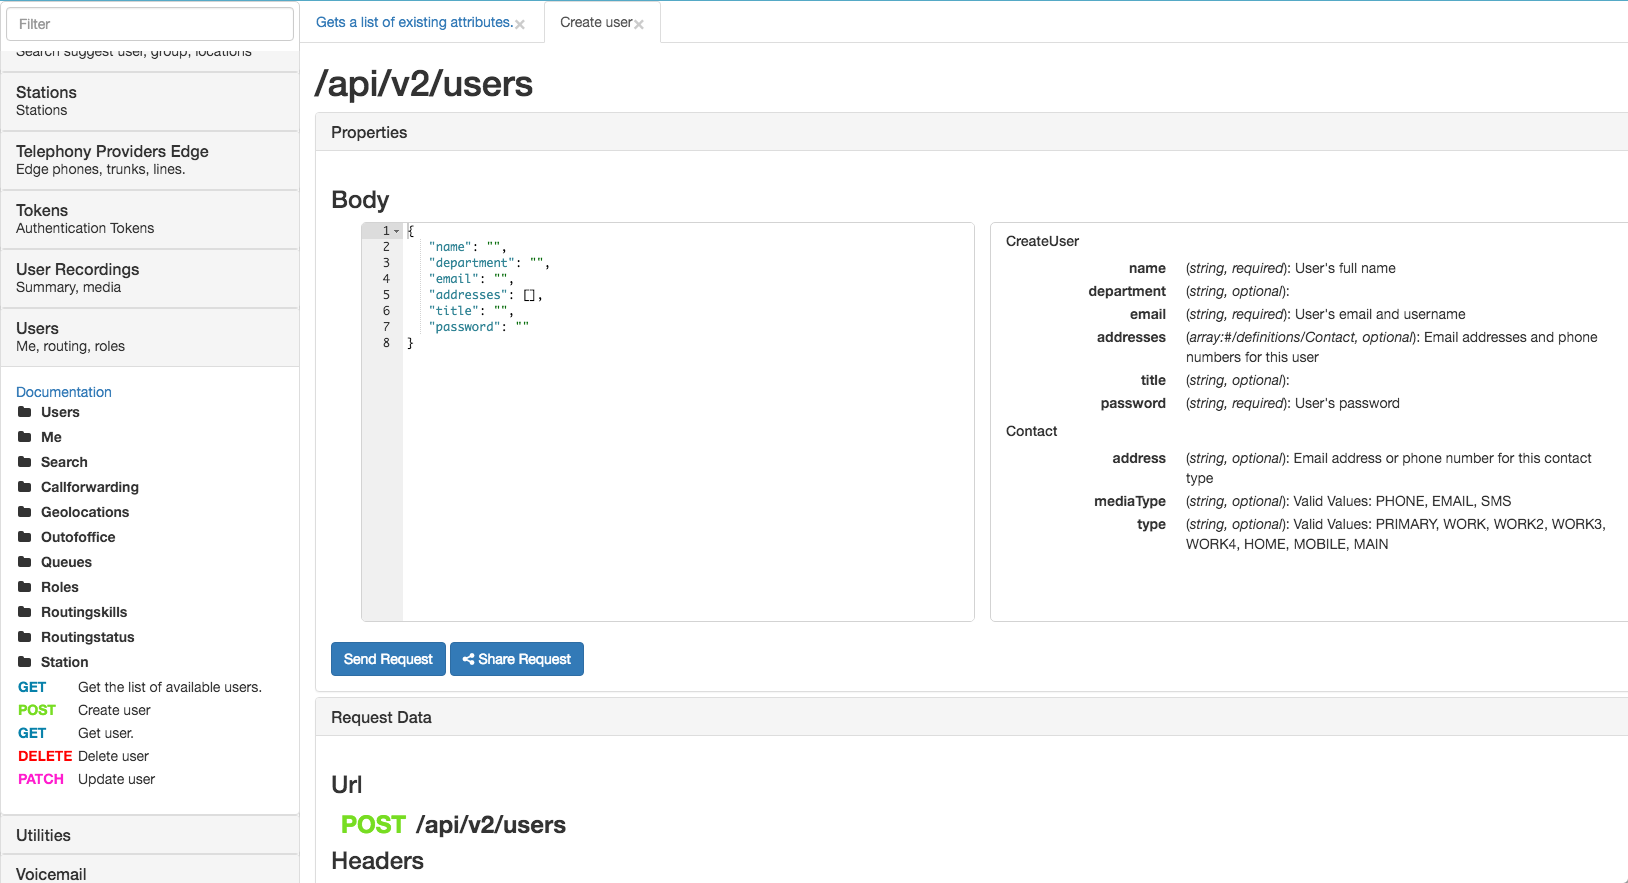 Filter
Search suggest user, group, locations
Stations
Stations
Telephony Providers Edge
Edge phones, trunks, lines.
Tokens
Authentication Tokens
User Recordings
Summary, media
Users
Me, routing, roles
Documentation
Users
Me
Search
Callforwarding
Geolocations
Outofoffice
Queues
Roles
Routingskills
Routingstatus
Station
GET Get the list of available users.
POST Create user
GET Get user.
DELETE Delete user
PATCH Update user
Utilities
Voicemail
Gets a list of existing attributes.× Create user×
/api/v2/users
Properties
Body
1 {
2 "name": "",
3 "department": "",
4 "email": "",
5 "addresses": [],
6 "title": "",
7 "password": ""
8 }
CreateUser
name (string, required): User's full name
department (string, optional):
email (string, required): User's email and username
addresses (array:#/definitions/Contact, optional): Email addresses and phone
numbers for this user
title (string, optional):
password (string, required): User's password
Contact
address (string, optional): Email address or phone number for this contact
type
mediaType (string, optional): Valid Values: PHONE, EMAIL, SMS
type (string, optional): Valid Values: PRIMARY, WORK, WORK2, WORK3,
WORK4, HOME, MOBILE, MAIN
Send Request Share Request
Request Data
Url
POST /api/v2/users
Headers